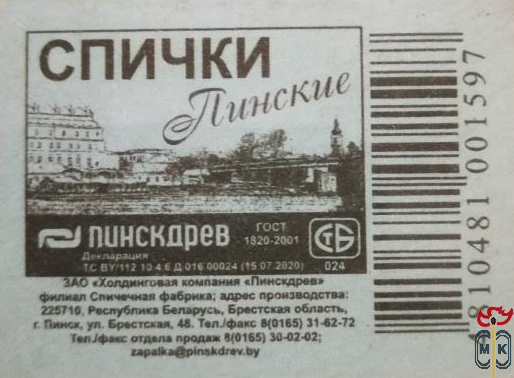 СПИЧКИ
Пинские
ПИНСКДРЕВ
ГОСТ
1820-2001
СТБ
Декларация
ТС BY/112 10 4.6 Д 016 00024 (15.07.2020)
024
ЗАО «Холдинговая компания «Пинскдрев»
филиал Спичечная фабрика; адрес производства:
225710, Республика Беларусь, Брестская область,
г. Пинск, ул. Брестская, 48. Тел./факс 8(0165) 31-62-72
Тел./факс отдела продаж 8(0165) 30-02-02;
zapalka@pinskdrev.by
4810481 001597
МК